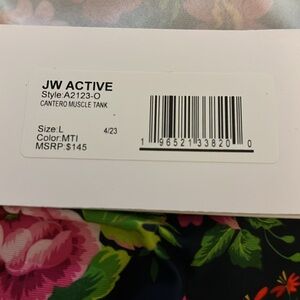 JW ACTIVE
Style:A2123-O
CANTERO MUSCLE TANK
Size:L 4/23
Color:MTI
MSRP:$145
1 96521 33820 0